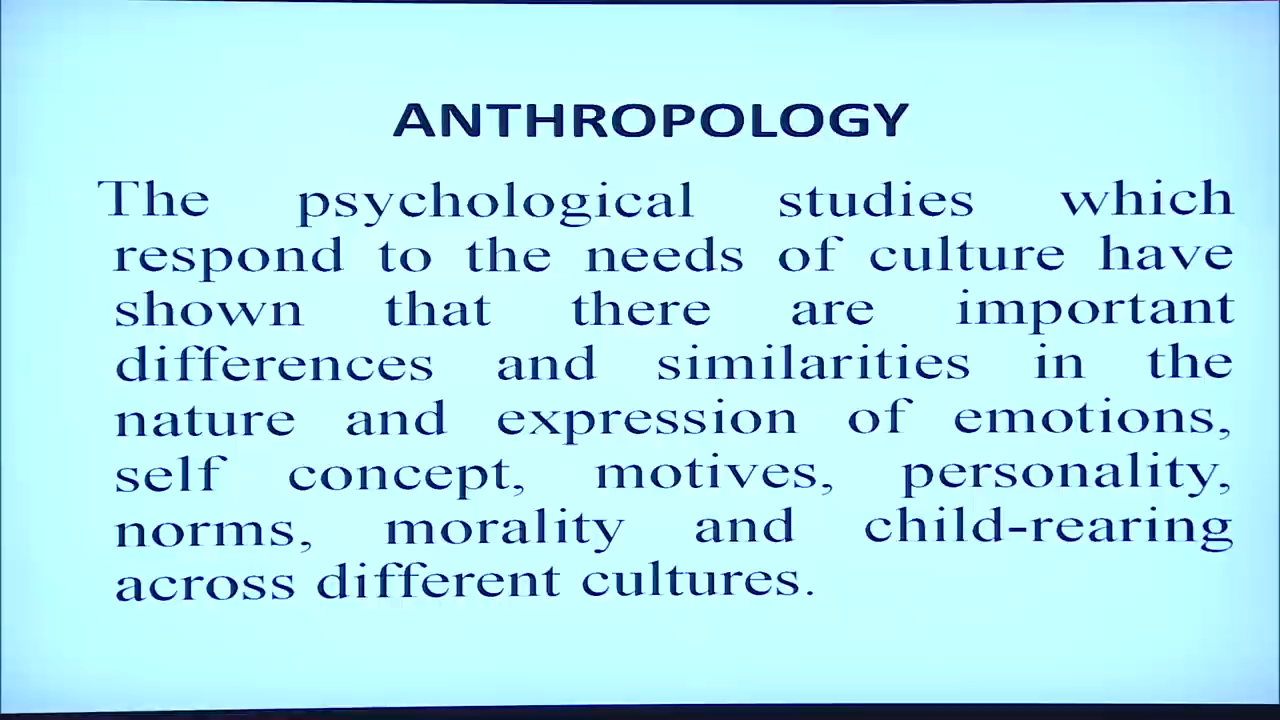 ANTHROPOLOGY
The psychological studies which
respond to the needs of culture have
shown that there are important
differences and similarities in the
nature and expression of emotions,
self concept, motives, personality,
norms, morality and child-rearing
across different cultures.